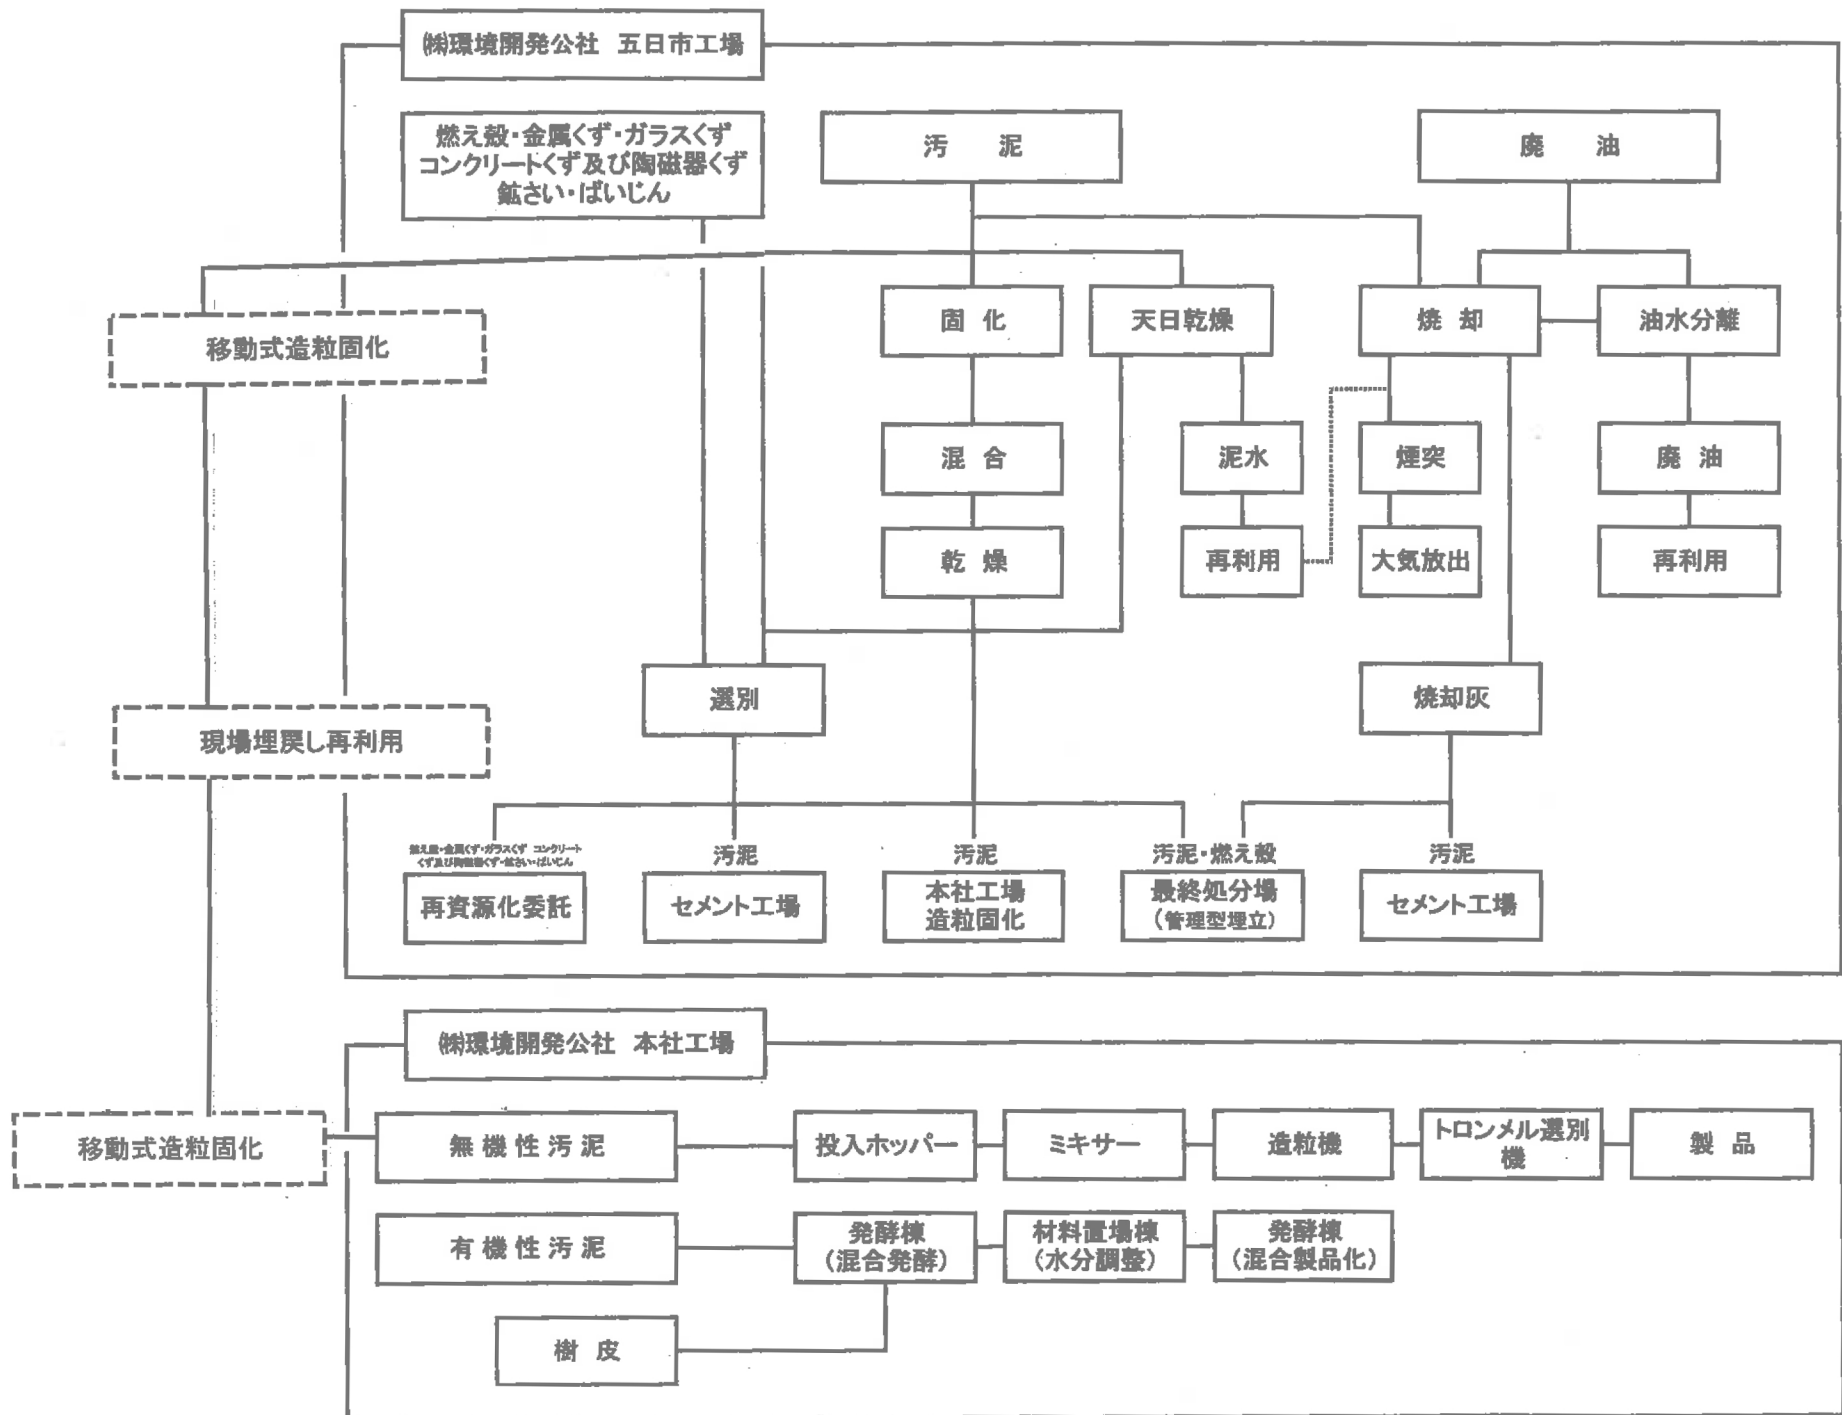 ㈱環境開発公社 五日市工場
燃え殻・金属くず・ガラスくず
コンクリートくず及び陶磁器くず
鉱さい・ばいじん
汚 泥
廃 油
移動式造粒固化
固 化
天日乾燥
焼 却
油水分離
混 合
泥水
煙突
廃 油
乾 燥
再利用
大気放出
再利用
選別
焼却灰
現場埋戻し再利用
燃え殻・金属くず・ガラスくず コンクリート
くず及び陶磁器くず・鉱さい・ばいじん
再資源化委託
汚泥
セメント工場
汚泥
本社工場
造粒固化
汚泥・燃え殻
最終処分場
(管理型埋立)
汚泥
セメント工場
㈱環境開発公社 本社工場
移動式造粒固化
無 機 性 汚 泥
投入ホッパー
ミキサー
造粒機
トロンメル選別
機
製 品
有 機 性 汚 泥
発酵棟
(混合発酵)
材料置場棟
(水分調整)
発酵棟
(混合製品化)
樹 皮